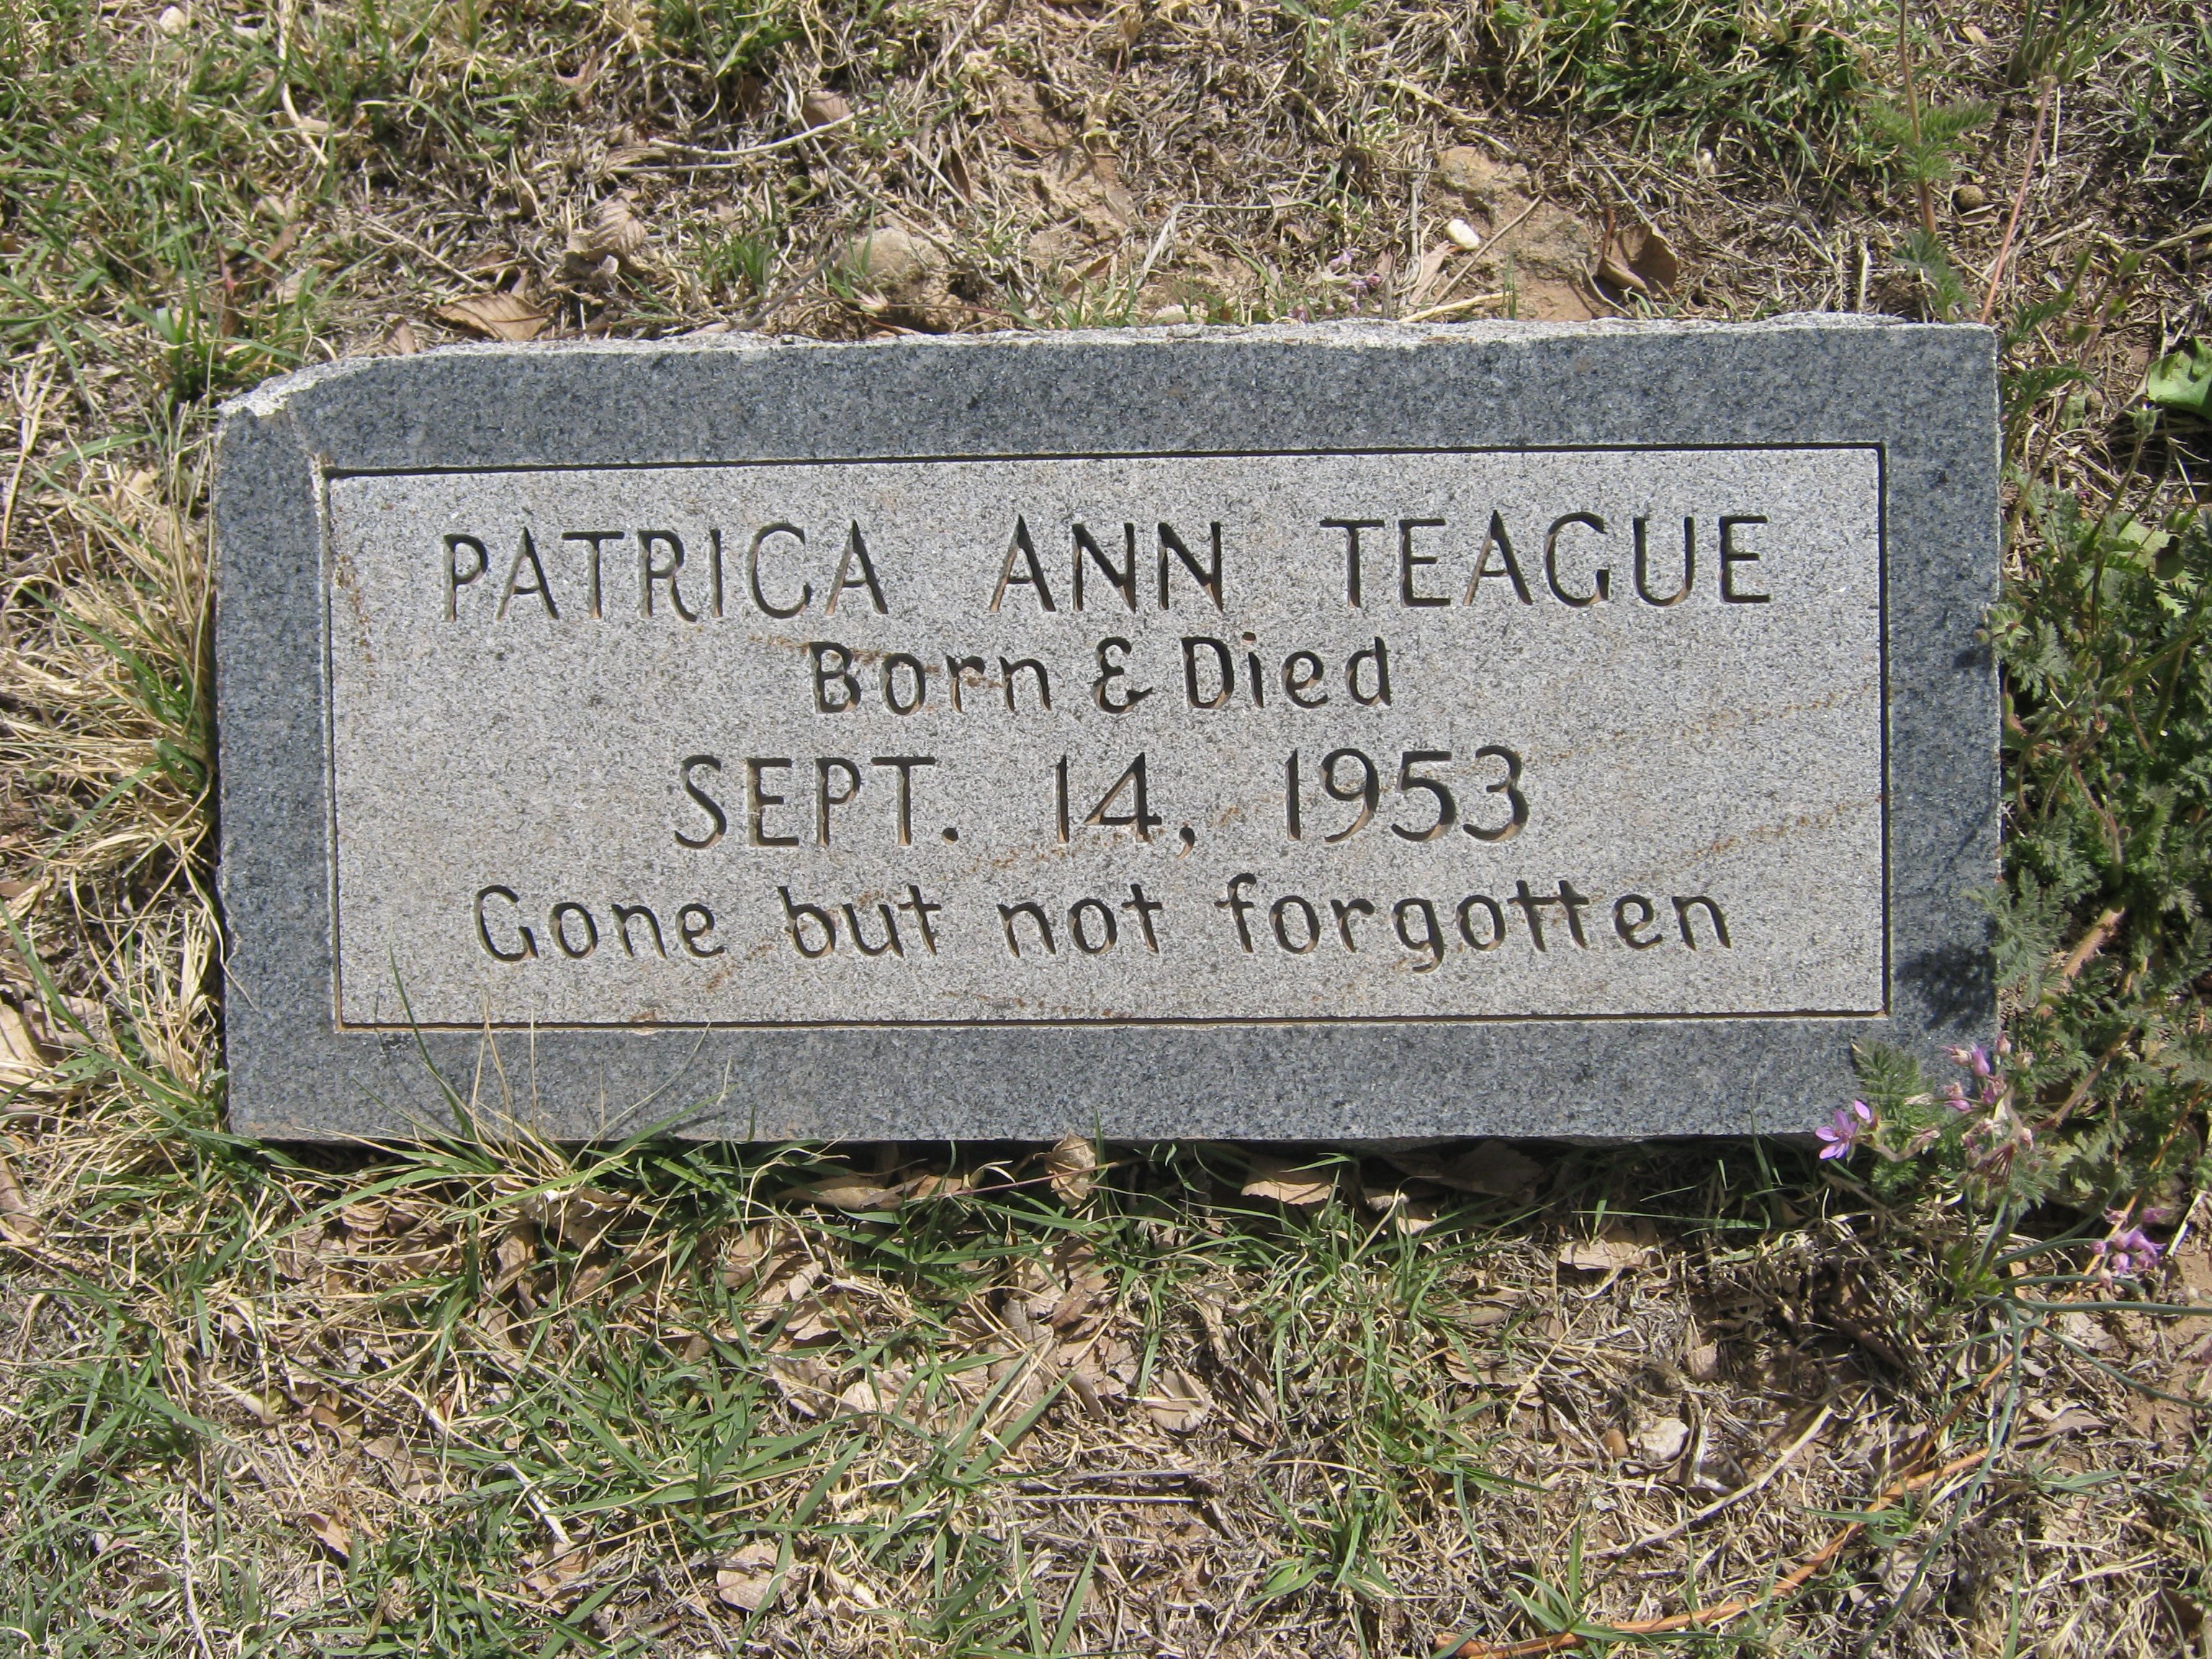 PATRICA ANN TEAGUE
Born & Died
SEPT. 14, 1953
Gone but not forgotten